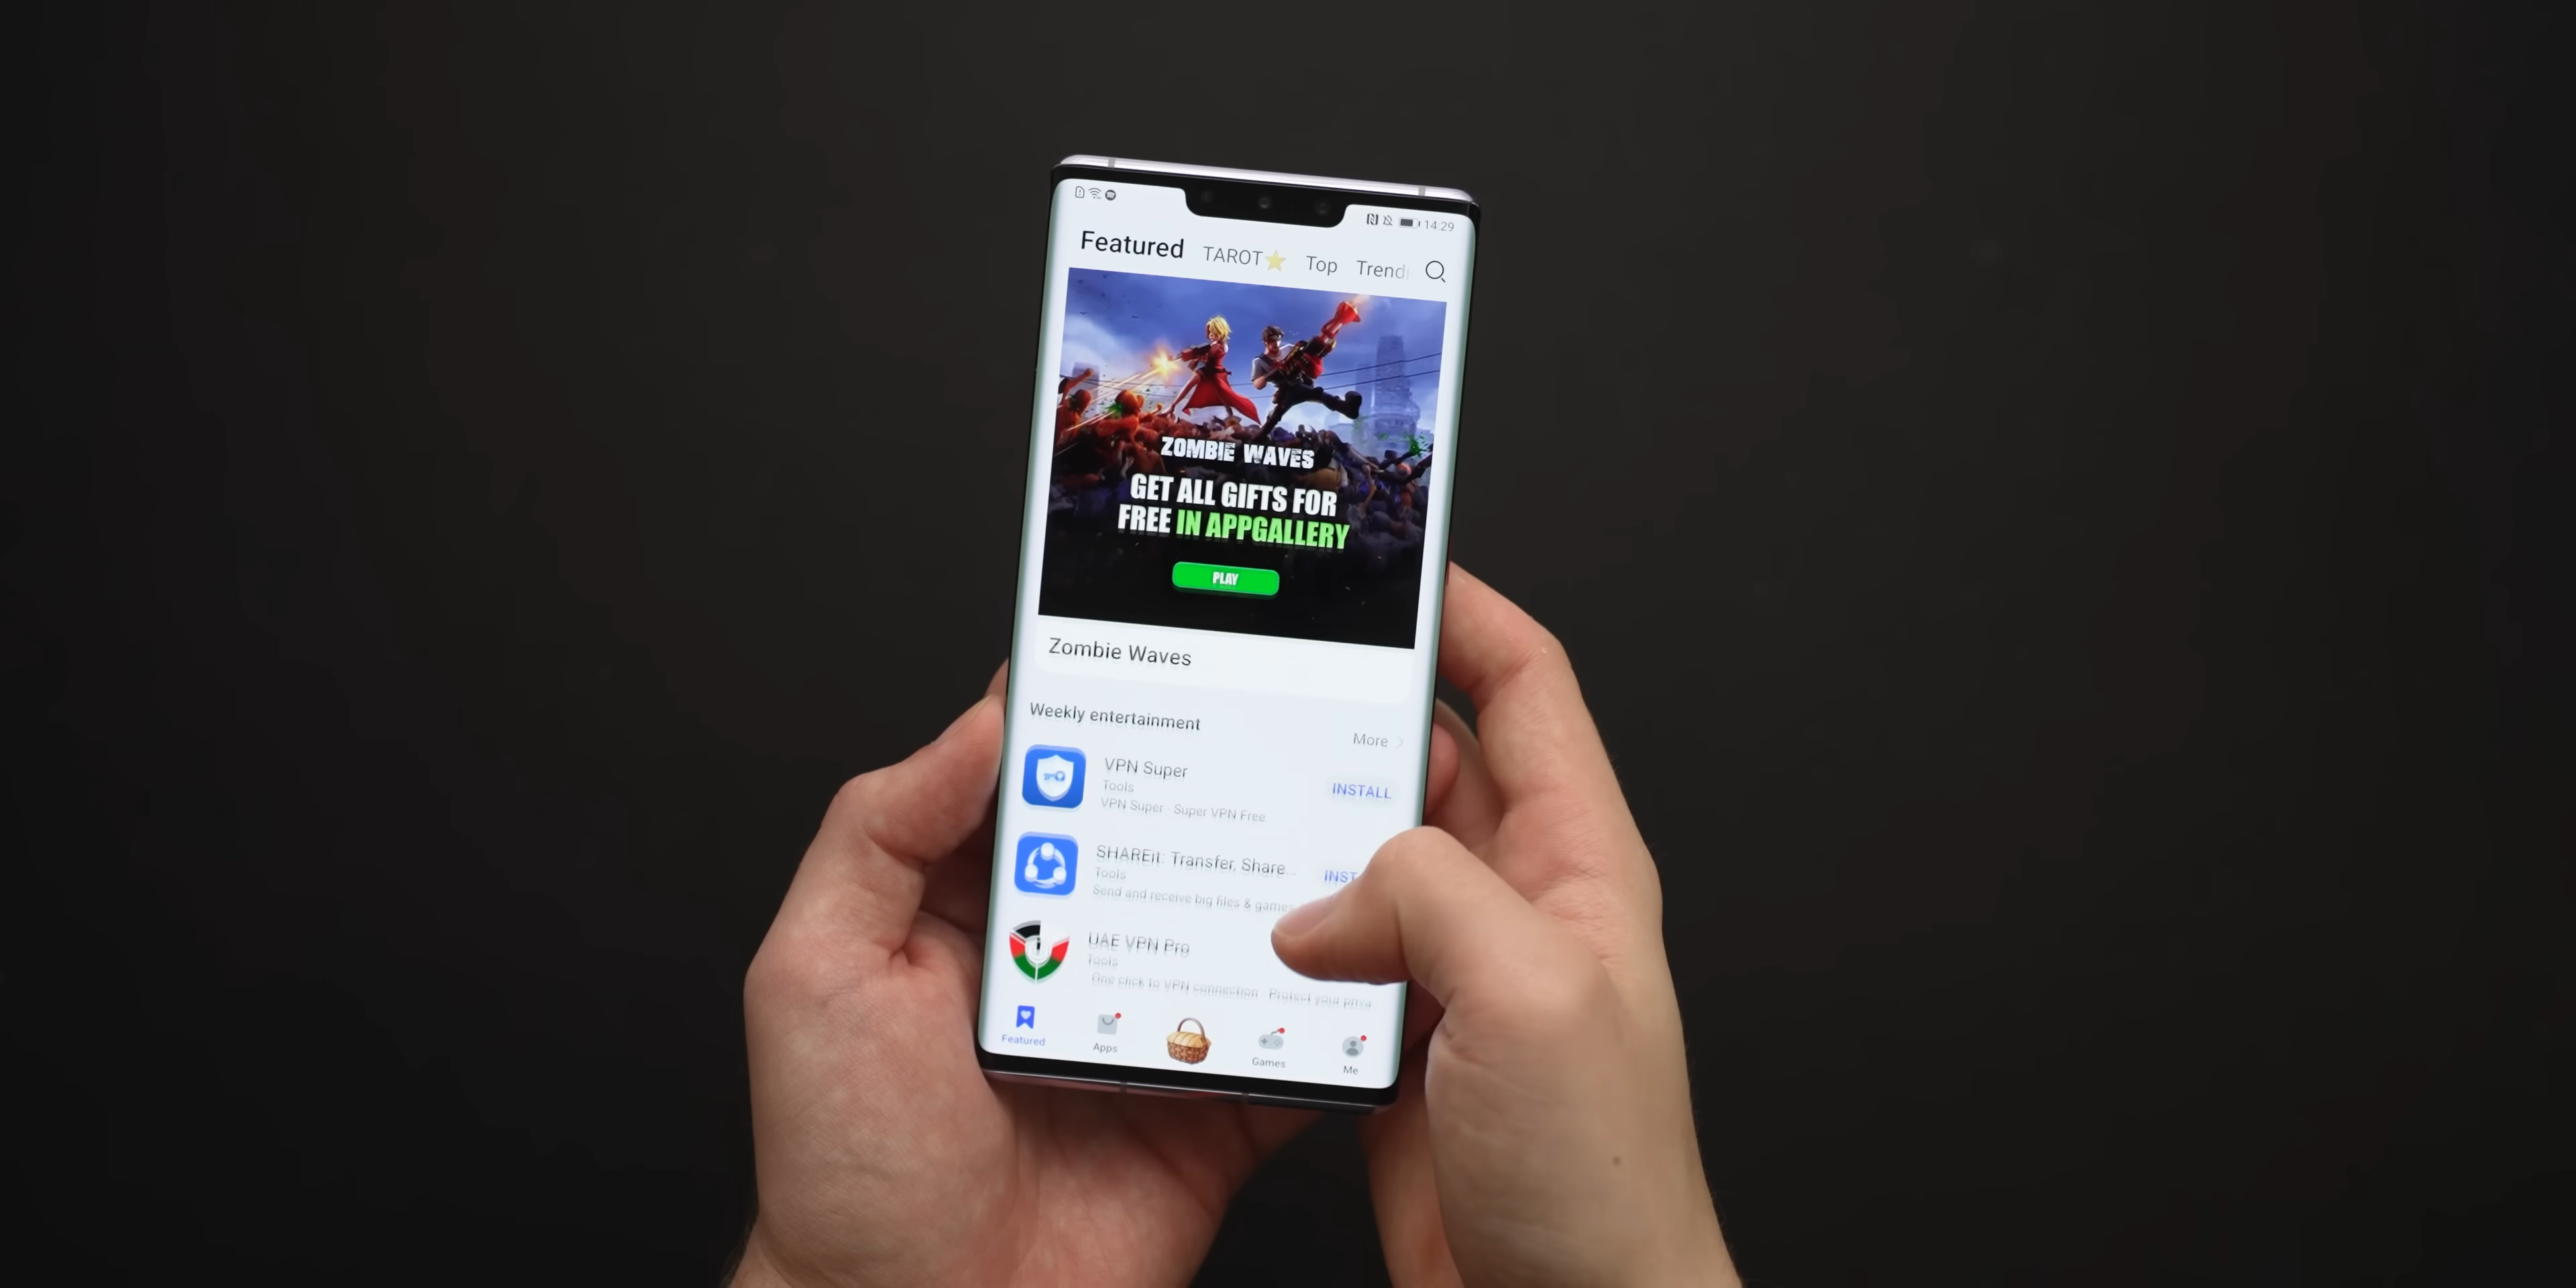 14:29
Featured TAROT⭐ Top Trend
ZOMBIE WAVES
GET ALL GIFTS FOR
FREE IN APPGALLERY
PLAY
Zombie Waves
Weekly entertainment
More
VPN Super
Tools
VPN Super - Super VPN Free
INSTALL
SHAREit: Transfer, Share...
Tools
Send and receive big files & games
INST
UAE VPN Pro
Tools
One click to VPN connection Protect your priva
Featured Apps Games Me